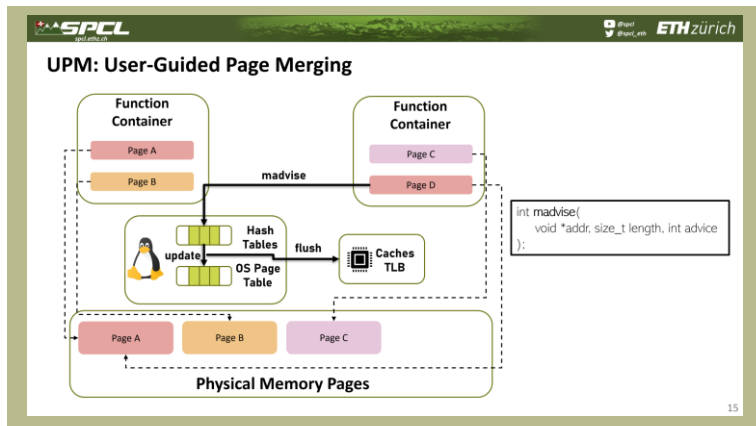 SPCL
spcl.ethz.ch
@spcl
@spcl_eth
ETH zürich
UPM: User-Guided Page Merging
Function
Container
Page A
Page B
Function
Container
Page C
Page D
madvise
int madvise(
void *addr, size_t length, int advice
);
Hash
Tables
update
OS Page
Table
flush
Caches
TLB
Page A
Page B
Page C
Physical Memory Pages
15